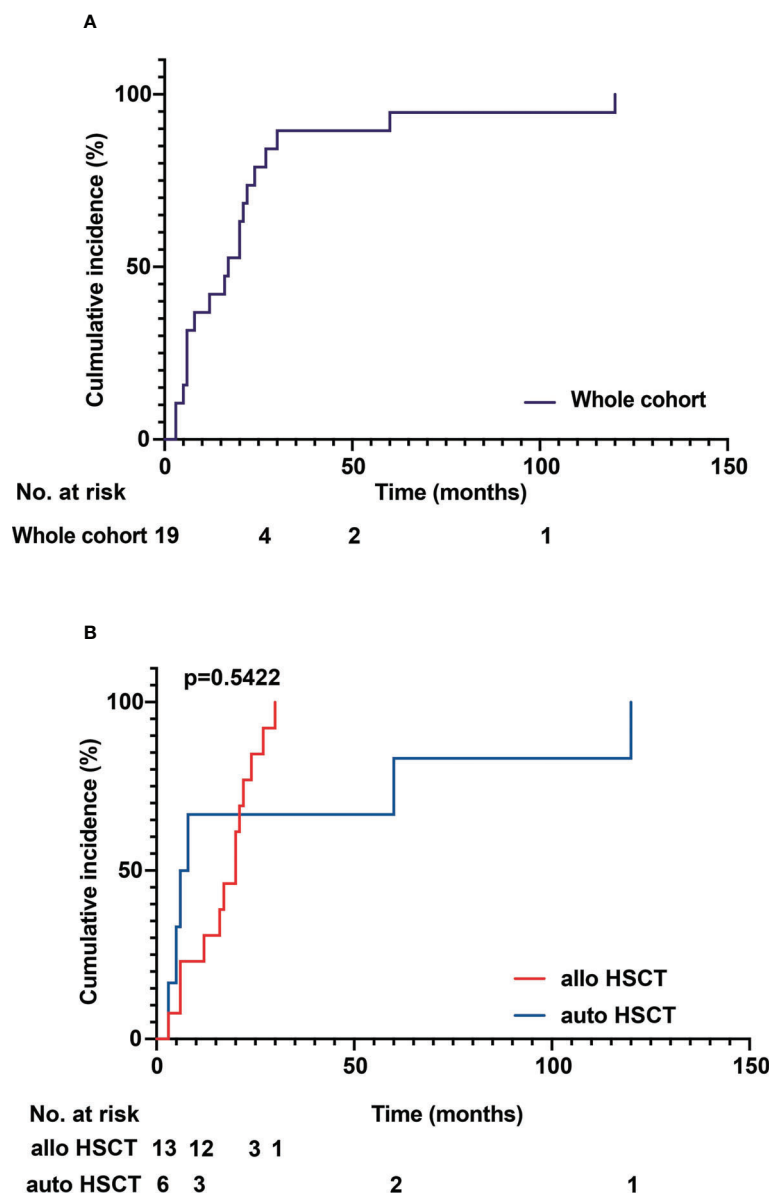 A
Culmulative incidence (%)
100
50
0
Whole cohort
0 50 100 150
No. at risk Time (months)
Whole cohort 19 4 2 1
B
p=0.5422
Cumulative incidence (%)
100
50
0
allo HSCT
auto HSCT
0 50 100 150
No. at risk Time (months)
allo HSCT 13 12 3 1
auto HSCT 6 3 2 1